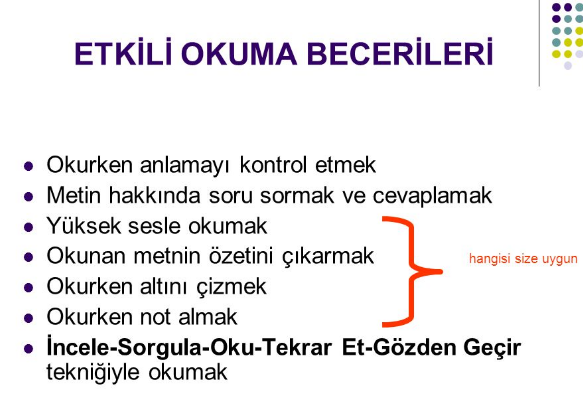 ETKİLİ OKUMA BECERİLERİ
Okurken anlamayı kontrol etmek
Metin hakkında soru sormak ve cevaplamak
Yüksek sesle okumak
Okunan metnin özetini çıkarmak
hangisi size uygun
Okurken altını çizmek
Okurken not almak
İncele-Sorgula-Oku-Tekrar Et-Gözden Geçir
tekniğiyle okumak